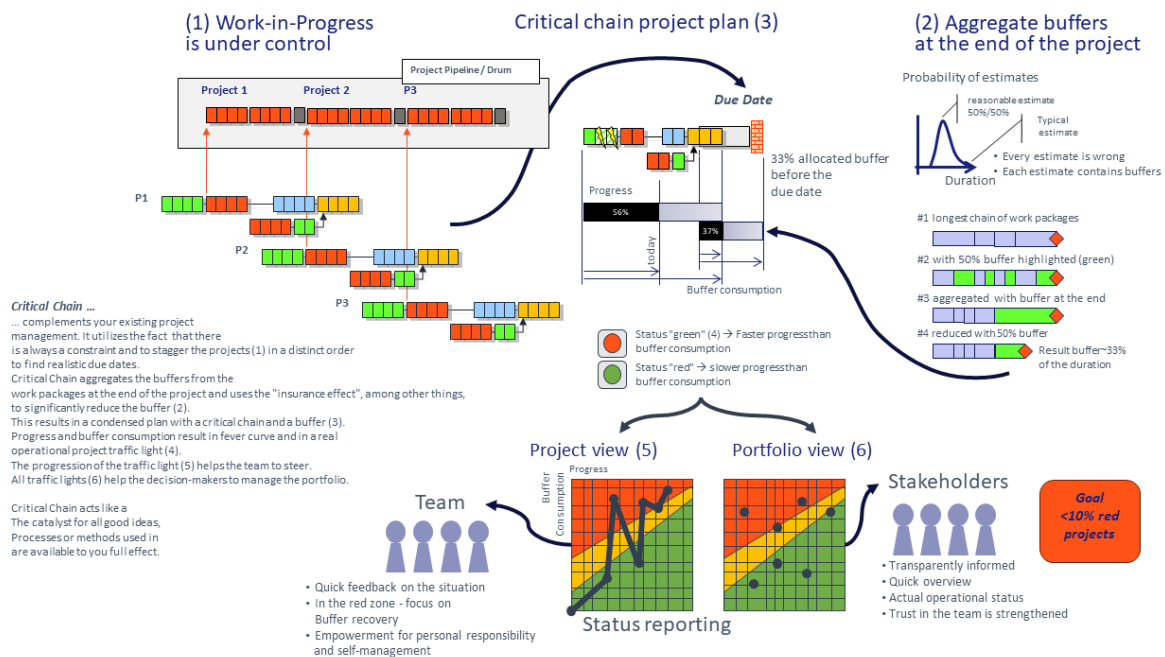 (1) Work-in-Progress
is under control
Critical chain project plan (3)
(2) Aggregate buffers
at the end of the project
Project Pipeline / Drum
Project 1
Project 2
P3
P1
P2
P3
Due Date
33% allocated buffer
before the
due date
Progress
56%
37%
today
Buffer consumption
Probability of estimates
reasonable estimate
50%/50%
Typical
estimate
• Every estimate is wrong
• Each estimate contains buffers
Duration
#1 longest chain of work packages
#2 with 50% buffer highlighted (green)
#3 aggregated with buffer at the end
#4 reduced with 50% buffer
Result buffer~33%
of the duration
Critical Chain ...
... complements your existing project
management. It utilizes the fact that there
is always a constraint and to stagger the projects (1) in a distinct order
to find realistic due dates.
Critical Chain aggregates the buffers from the
work packages at the end of the project and uses the "insurance effect", among other things,
to significantly reduce the buffer (2).
This results in a condensed plan with a critical chain and a buffer (3).
Progress and buffer consumption result in fever curve and in a real
operational project traffic light (4).
The progression of the traffic light (5) helps the team to steer.
All traffic lights (6) help the decision-makers to manage the portfolio.
Critical Chain acts like a
The catalyst for all good ideas,
Processes or methods used in
are available to you full effect.
Status "green" (4) → Faster progressthan
buffer consumption
Status "red" → slower progressthan
buffer consumption
Project view (5)
Portfolio view (6)
Progress
Buffer
Consumption
Team
• Quick feedback on the situation
• In the red zone - focus on
Buffer recovery
• Empowerment for personal responsibility
and self-management
Status reporting
Stakeholders
• Transparently informed
• Quick overview
• Actual operational status
• Trust in the team is strengthened
Goal
<10% red
projects